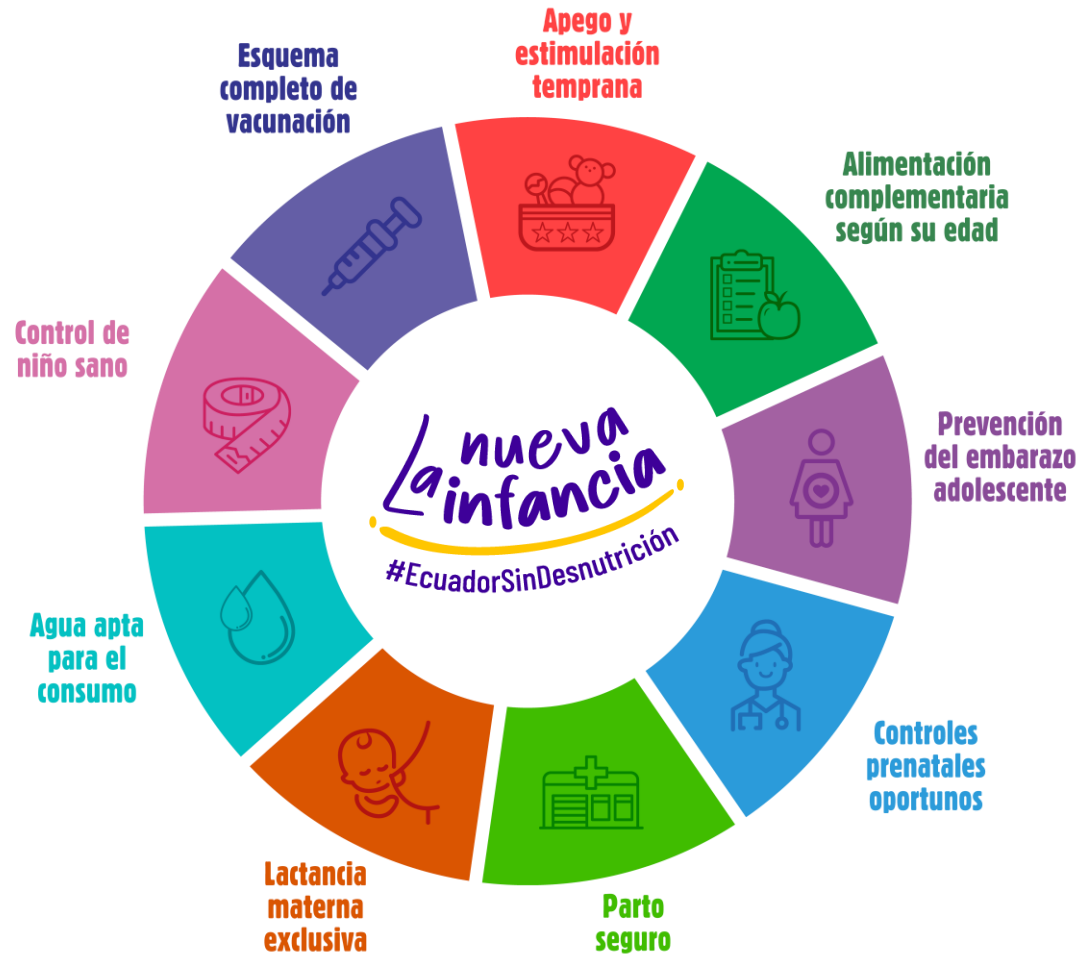 Apego y
estimulación
temprana
Alimentación
complementaria
según su edad
Prevención
del embarazo
adolescente
Controles
prenatales
oportunos
Parto
seguro
Lactancia
materna
exclusiva
Agua apta
para el
consumo
Control de
niño sano
Esquema
completo de
vacunación
La nueva
infancia
#EcuadorSinDesnutrición